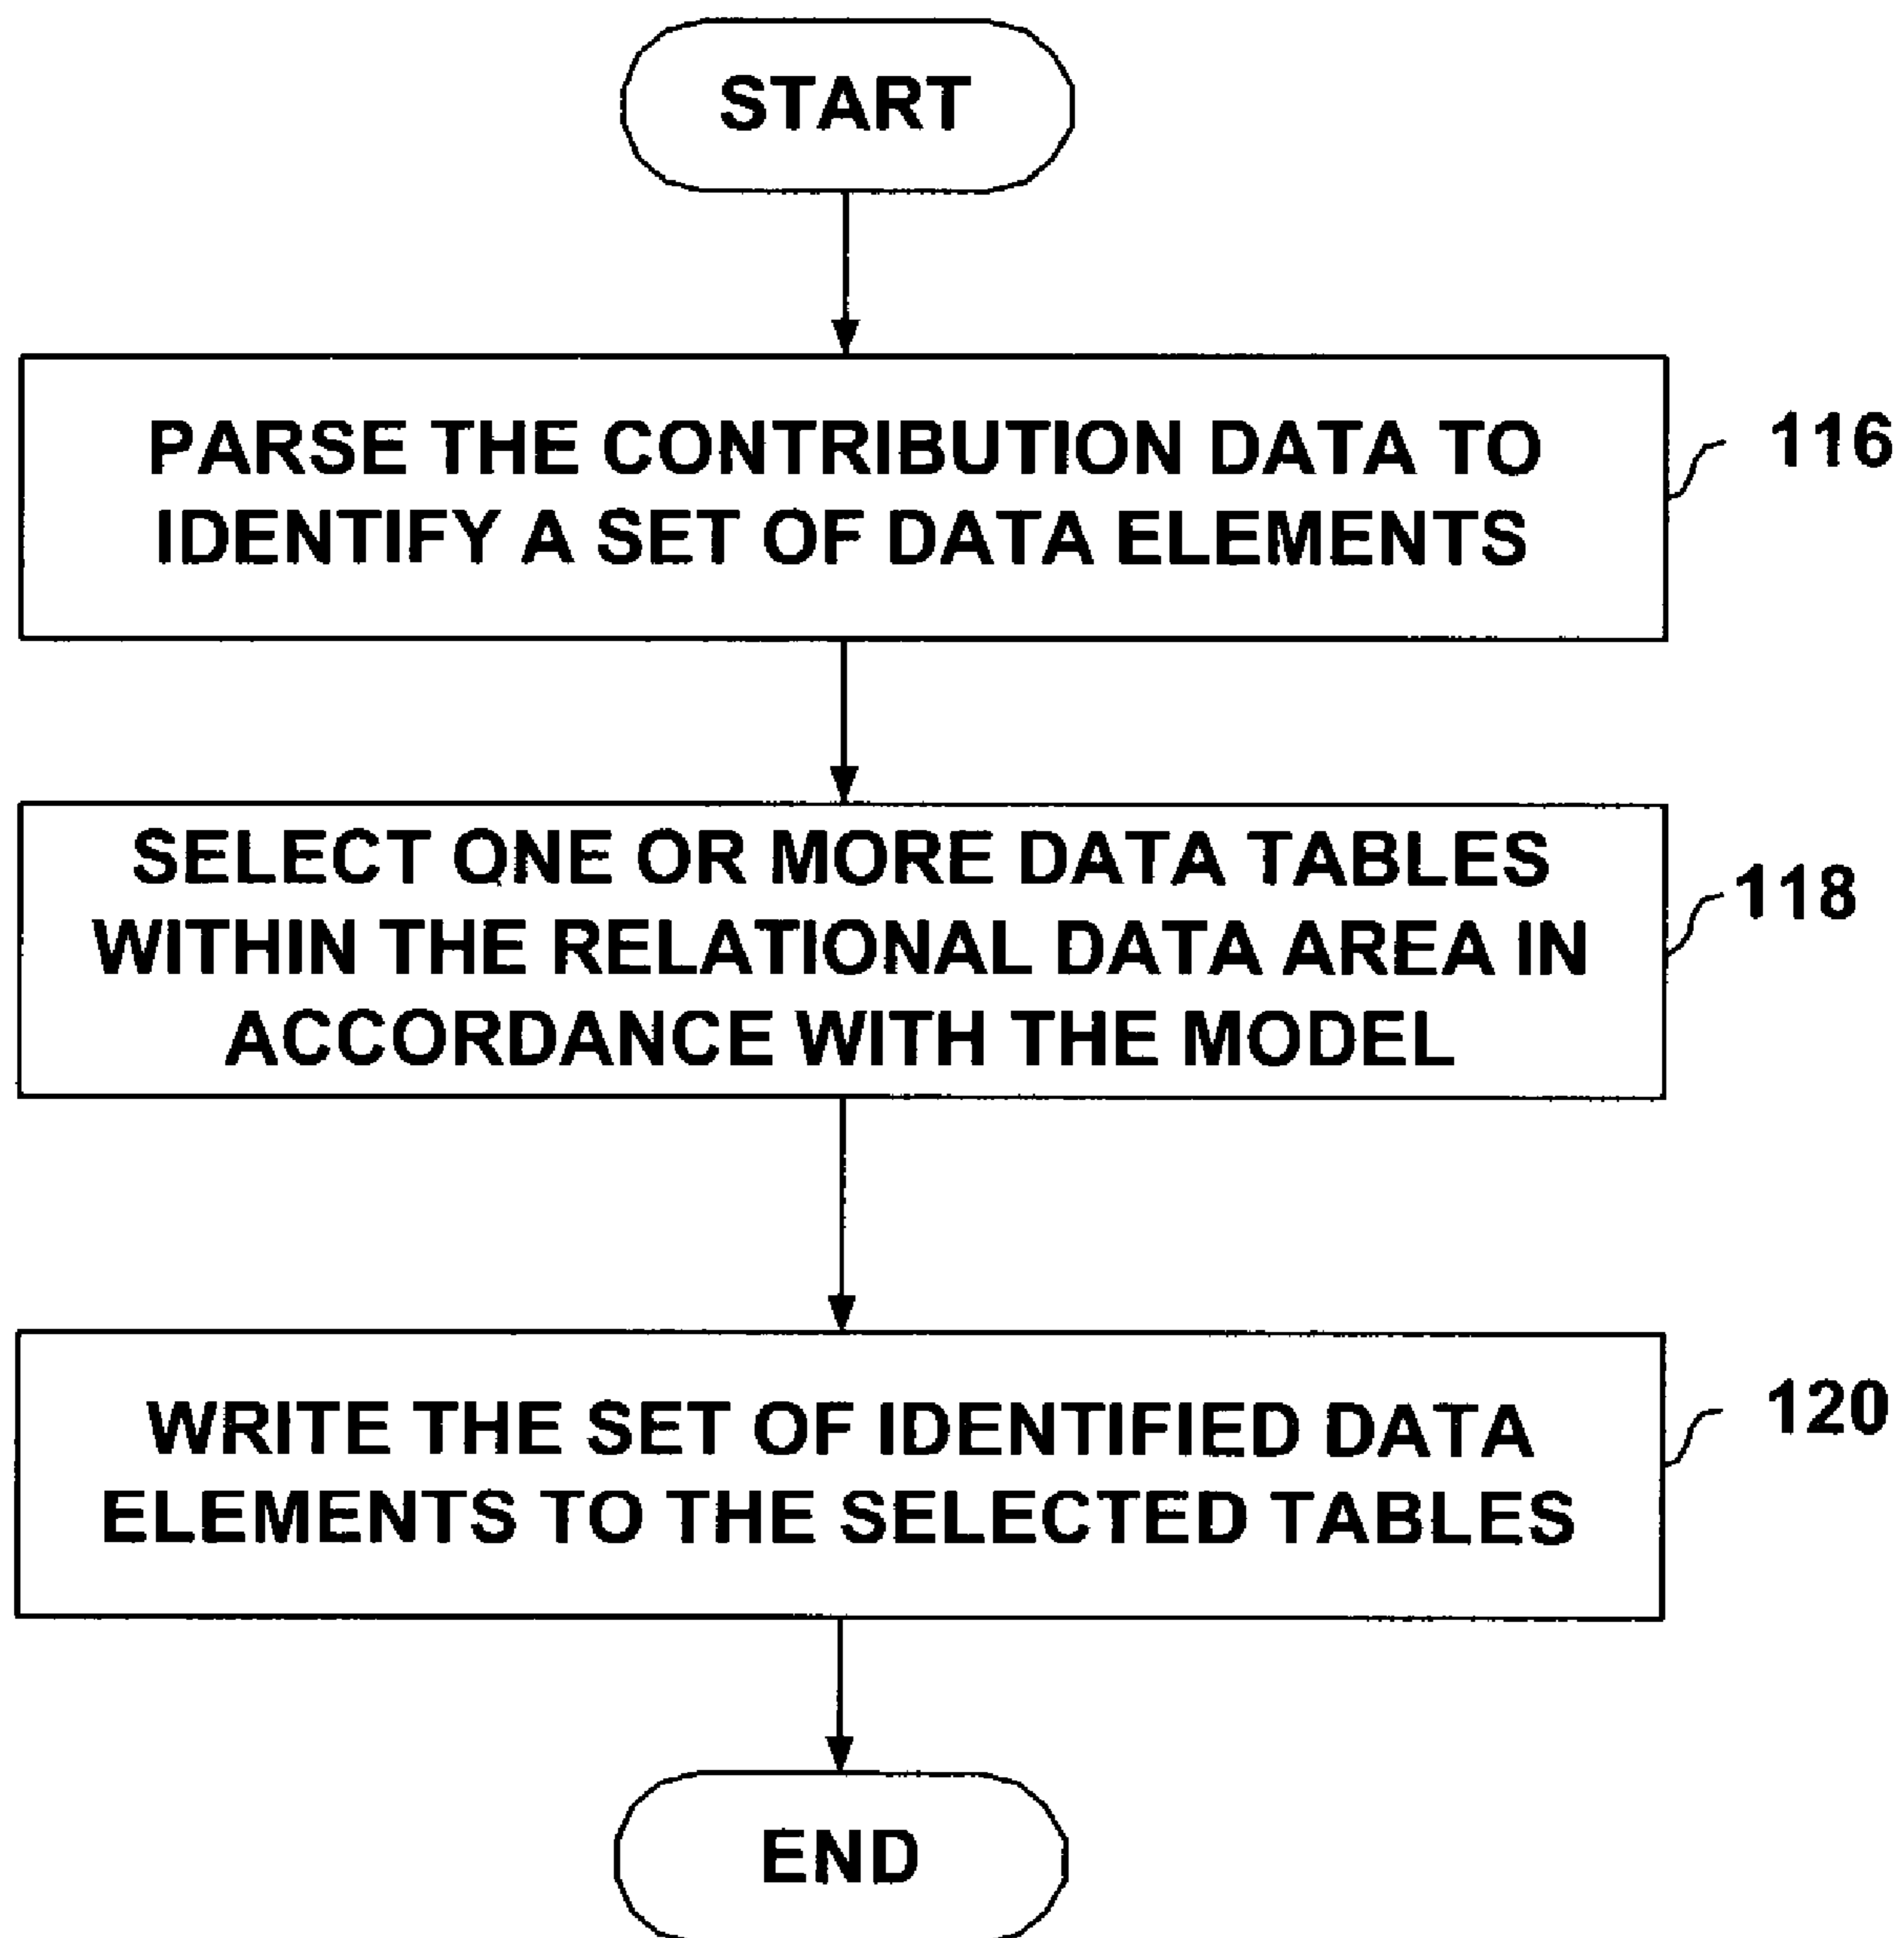 START
PARSE THE CONTRIBUTION DATA TO
IDENTIFY A SET OF DATA ELEMENTS
116
SELECT ONE OR MORE DATA TABLES
WITHIN THE RELATIONAL DATA AREA IN
ACCORDANCE WITH THE MODEL
118
WRITE THE SET OF IDENTIFIED DATA
ELEMENTS TO THE SELECTED TABLES
120
END